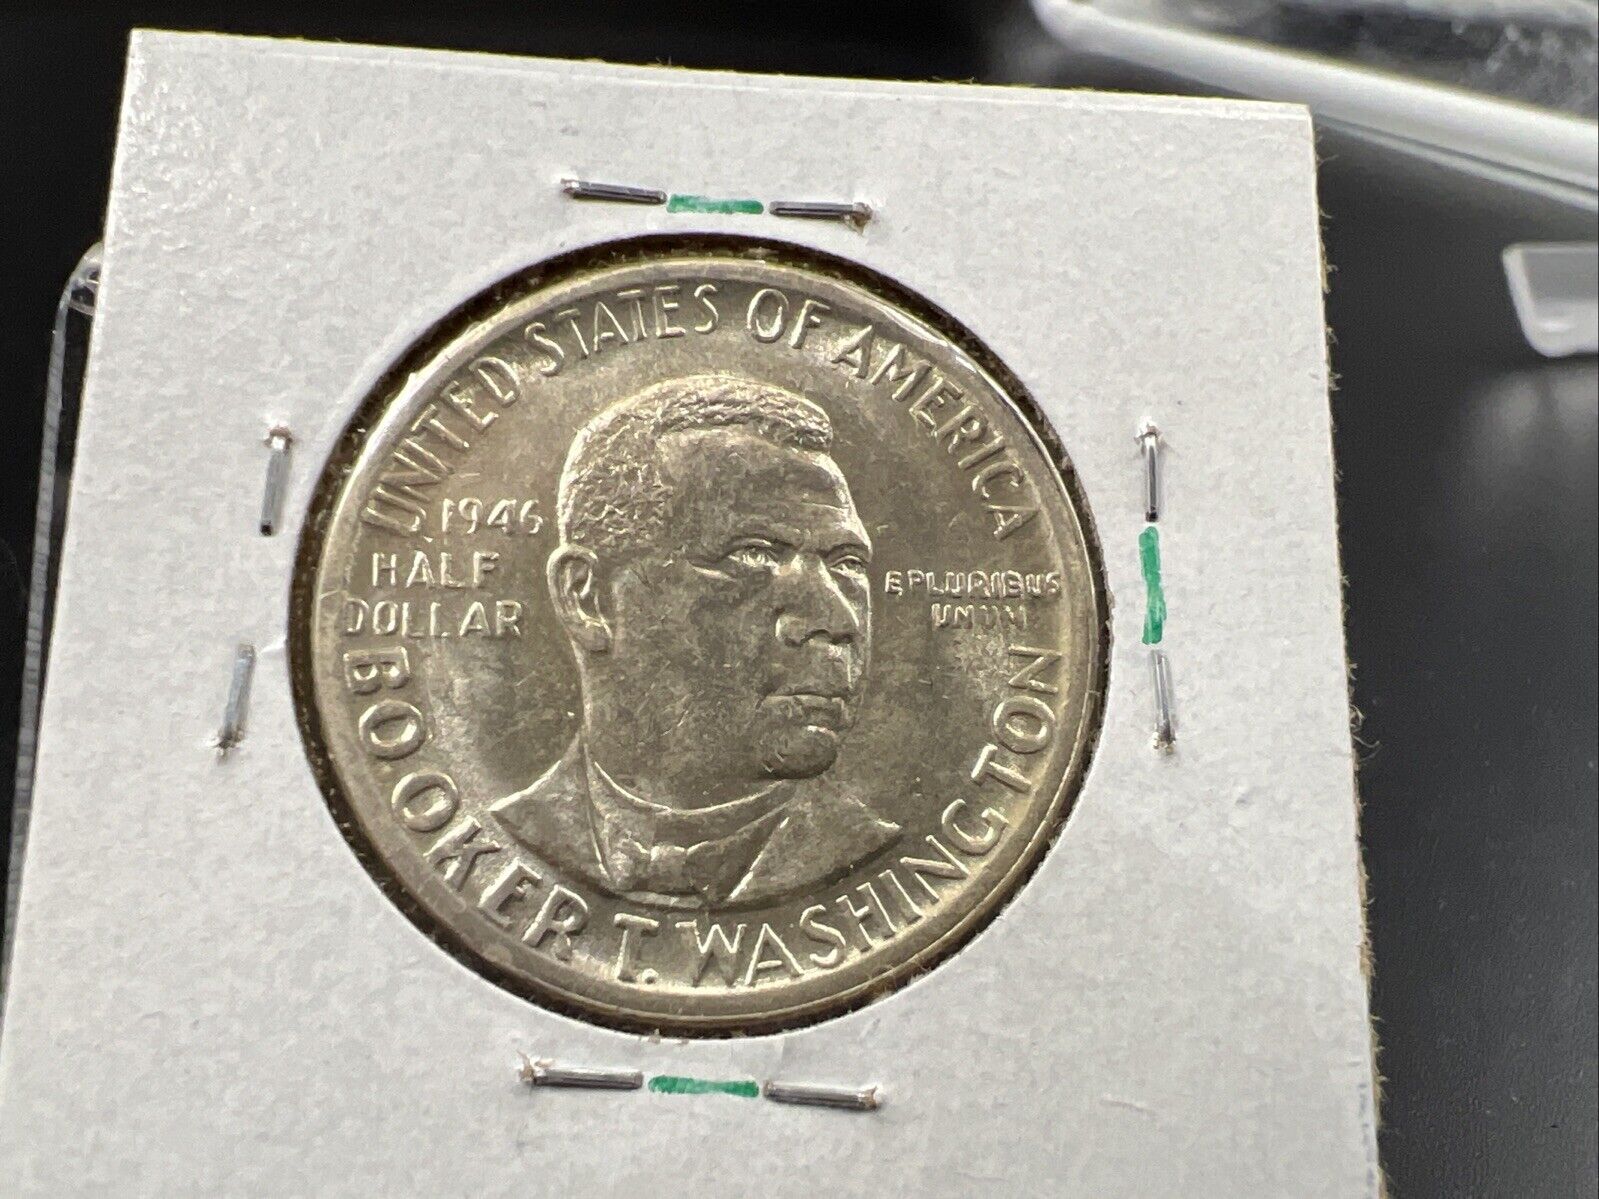 UNITED STATES OF AMERICA
1946
HALF
DOLLAR
E PLURIBUS
UNUM
BOOKER T. WASHINGTON